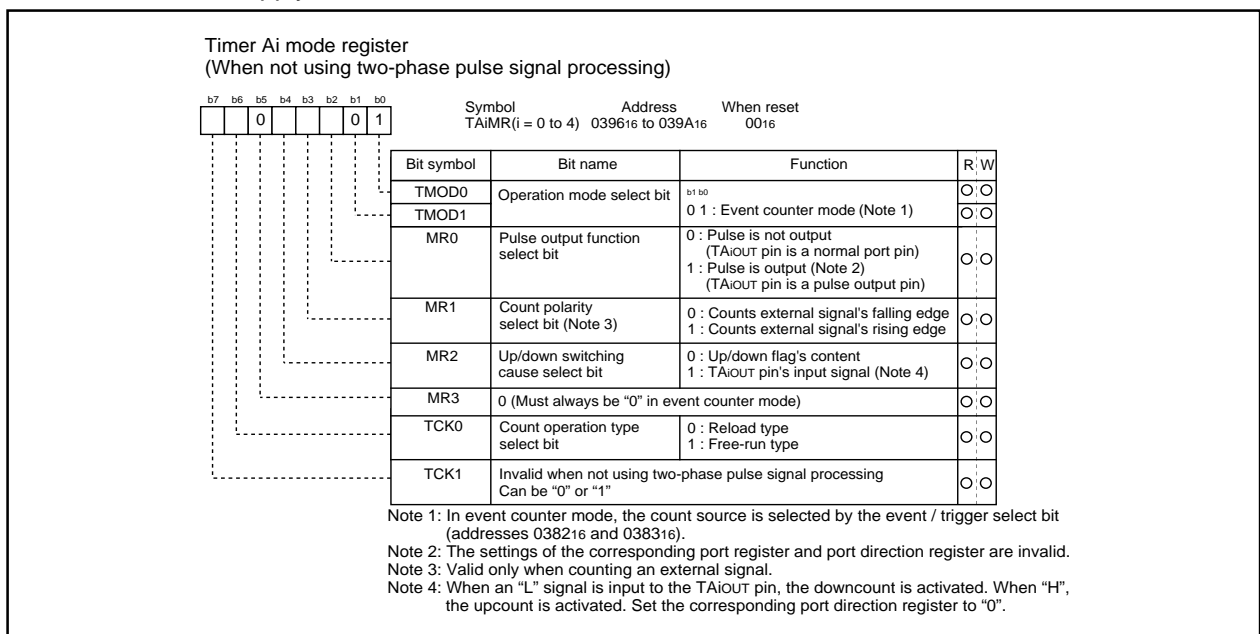 Timer Ai mode register
(When not using two-phase pulse signal processing)
b7 b6 b5 b4 b3 b2 b1 b0
0 0 1
Symbol Address When reset
TAiMR(i = 0 to 4) 039616 to 039A16 0016
Bit symbol Bit name Function R W
TMOD0 Operation mode select bit b1 b0
TMOD1 0 1 : Event counter mode (Note 1)
MR0 Pulse output function 0 : Pulse is not output
select bit (TAiOUT pin is a normal port pin)
1 : Pulse is output (Note 2)
(TAiOUT pin is a pulse output pin)
MR1 Count polarity 0 : Counts external signal's falling edge
select bit (Note 3) 1 : Counts external signal's rising edge
MR2 Up/down switching 0 : Up/down flag's content
cause select bit 1 : TAiOUT pin's input signal (Note 4)
MR3 0 (Must always be “0” in event counter mode)
TCK0 Count operation type 0 : Reload type
select bit 1 : Free-run type
TCK1 Invalid when not using two-phase pulse signal processing
Can be “0” or “1”
Note 1: In event counter mode, the count source is selected by the event / trigger select bit
(addresses 038216 and 038316).
Note 2: The settings of the corresponding port register and port direction register are invalid.
Note 3: Valid only when counting an external signal.
Note 4: When an “L” signal is input to the TAiOUT pin, the downcount is activated. When “H”,
the upcount is activated. Set the corresponding port direction register to “0”.